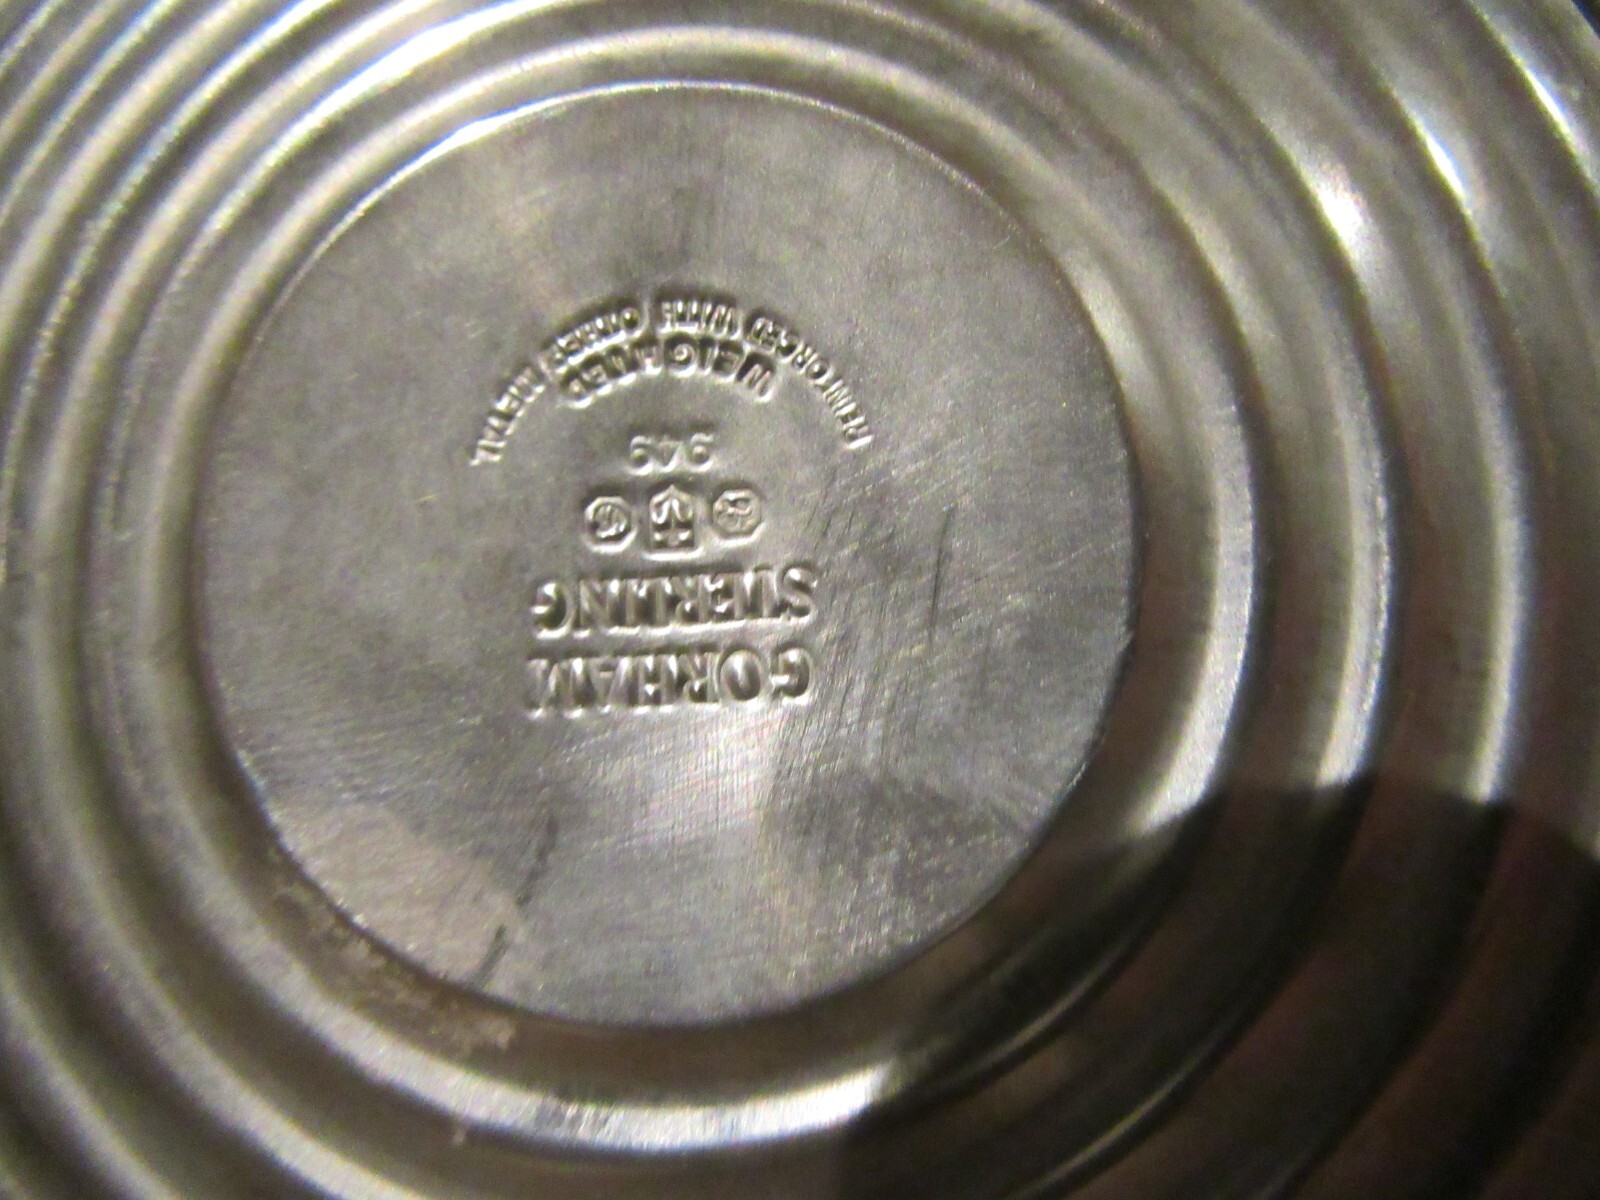 GORHAM
STERLING
949
WEIGHTED
REINFORCED WITH OTHER METAL